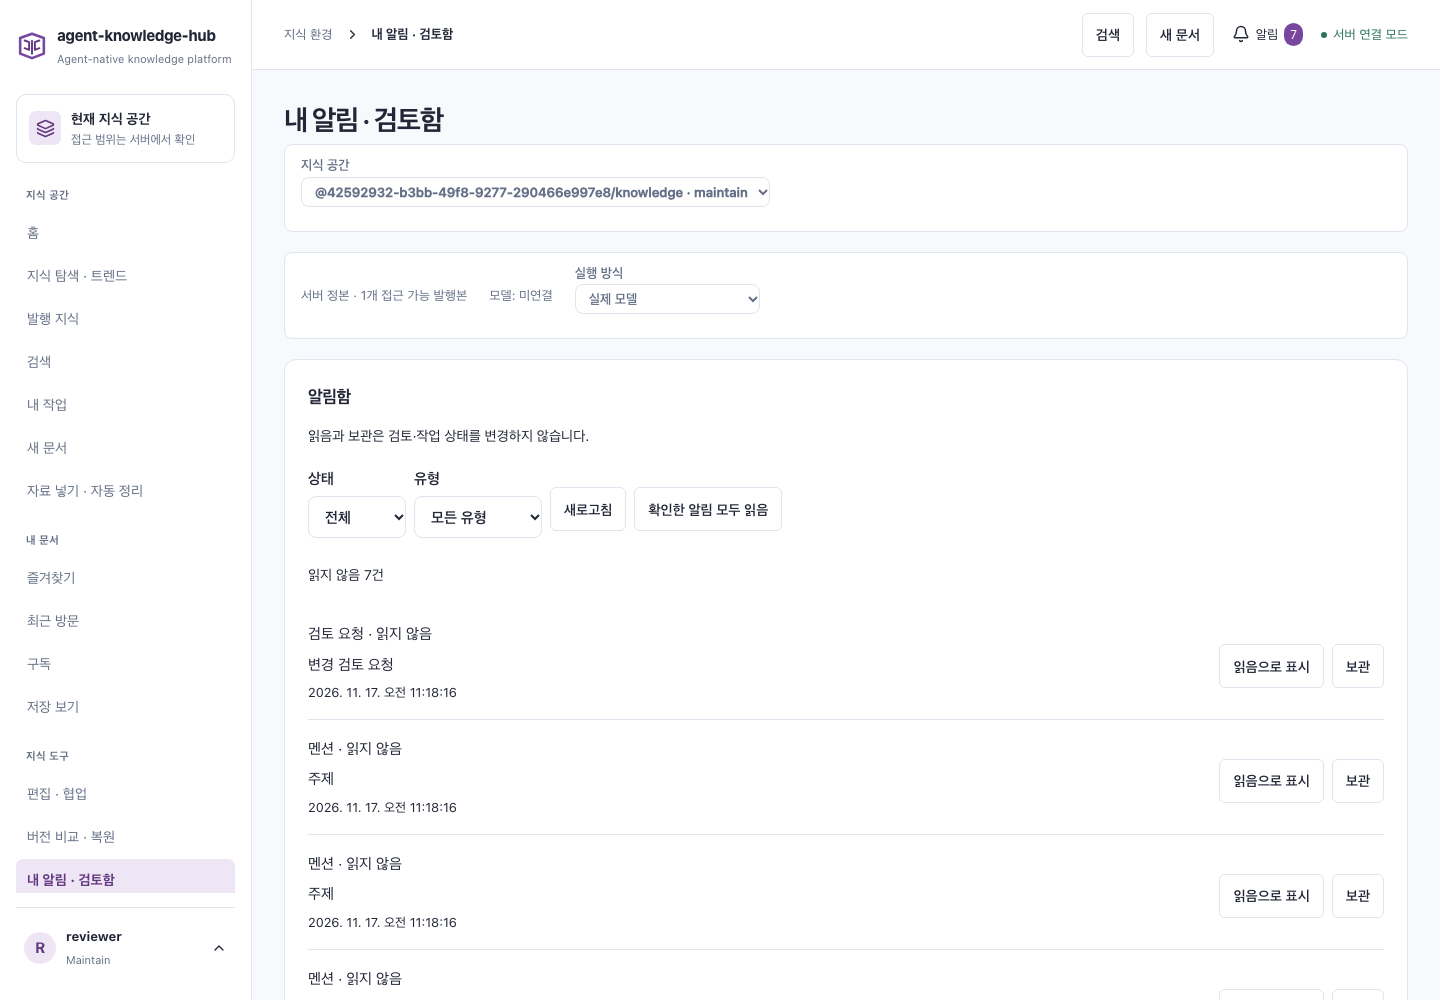 agent-knowledge-hub
Agent-native knowledge platform
현재 지식 공간
접근 범위는 서버에서 확인
지식 공간
홈
지식 탐색 · 트렌드
발행 지식
검색
내 작업
새 문서
자료 넣기 · 자동 정리
내 문서
즐겨찾기
최근 방문
구독
저장 보기
지식 도구
편집 · 협업
버전 비교 · 복원
내 알림 · 검토함
R
reviewer
Maintain
지식 환경
내 알림 · 검토함
검색
새 문서
알림 7
서버 연결 모드
내 알림 · 검토함
지식 공간
@42592932-b3bb-49f8-9277-290466e997e8/knowledge · maintain
서버 정본 · 1개 접근 가능 발행본
모델: 미연결
실행 방식
실제 모델
알림함
읽음과 보관은 검토·작업 상태를 변경하지 않습니다.
상태
전체
유형
모든 유형
새로고침
확인한 알림 모두 읽음
읽지 않음 7건
검토 요청 · 읽지 않음
변경 검토 요청
2026. 11. 17. 오전 11:18:16
읽음으로 표시
보관
멘션 · 읽지 않음
주제
2026. 11. 17. 오전 11:18:16
읽음으로 표시
보관
멘션 · 읽지 않음
주제
2026. 11. 17. 오전 11:18:16
읽음으로 표시
보관
멘션 · 읽지 않음